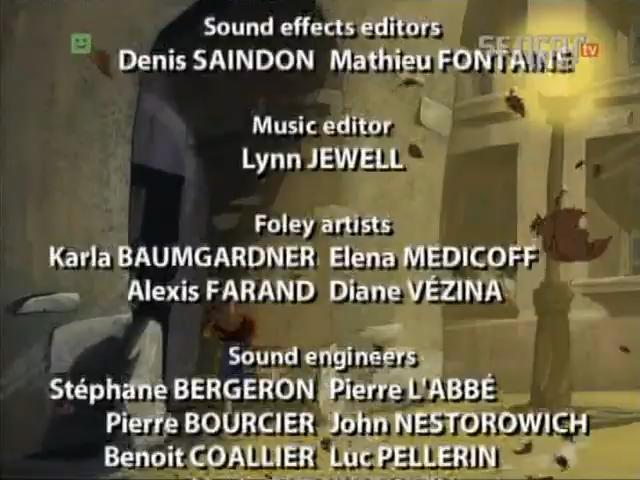 Sound effects editors
Denis SAINDON Mathieu FONTAINE
Music editor
Lynn JEWELL
Foley artists
Karla BAUMGARDNER Elena MEDICOFF
Alexis FARAND Diane VÉZINA
Sound engineers
Stéphane BERGERON Pierre L'ABBÉ
Pierre BOURCIER John NESTOROWICH
Benoit COALLIER Luc PELLERIN
tv